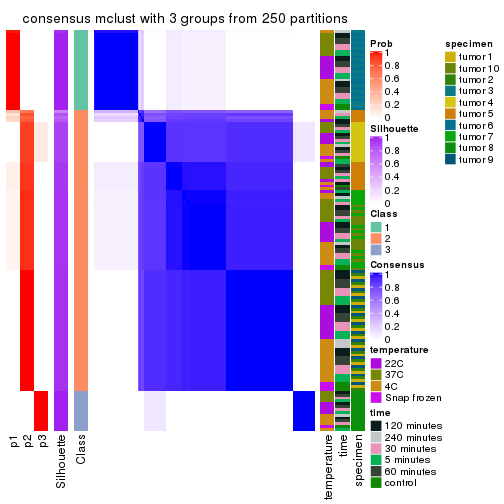 consensus mclust with 3 groups from 250 partitions
Prob
1
0.8
0.6
0.4
0.2
0
Silhouette
1
0.8
0.6
0.4
0.2
0
Class
1
2
3
Consensus
1
0.8
0.6
0.4
0.2
0
temperature
22C
37C
4C
Snap frozen
time
120 minutes
240 minutes
30 minutes
5 minutes
60 minutes
control
specimen
tumor 1
tumor 10
tumor 2
tumor 3
tumor 4
tumor 5
tumor 6
tumor 7
tumor 8
tumor 9
p1
p2
p3
Silhouette
Class
temperature
time
specimen